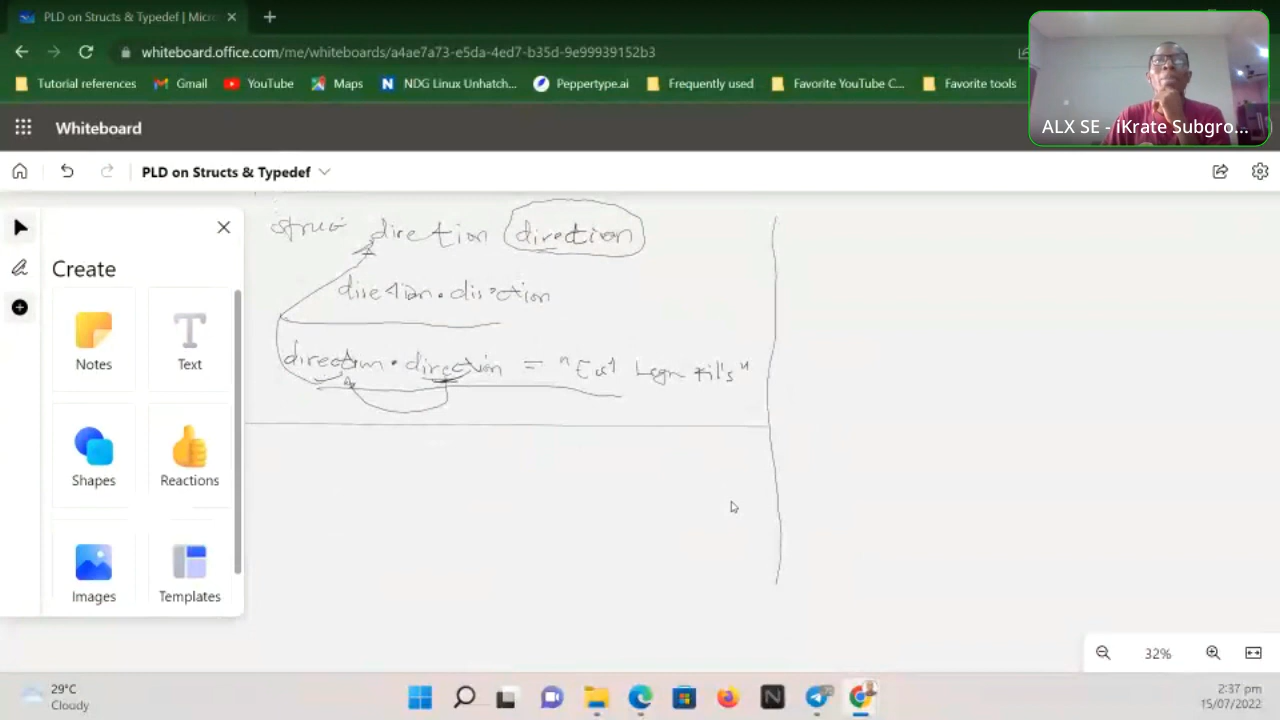 PLD on Structs & Typedef | Micr
whiteboard.office.com/me/whiteboards/a4ae7a73-e5da-4ed7-b35d-9e99939152b3
Tutorial references Gmail YouTube Maps NDG Linux Unhatch... Peppertype.ai Frequently used Favorite YouTube C... Favorite tools
ALX SE - iKrate Subgro...
Whiteboard
PLD on Structs & Typedef
struct direction direction
direction.direction
direction.direction = "
Create
Notes Text
Shapes Reactions
Images Templates
32%
29°C
Cloudy
2:37 pm
15/07/2022